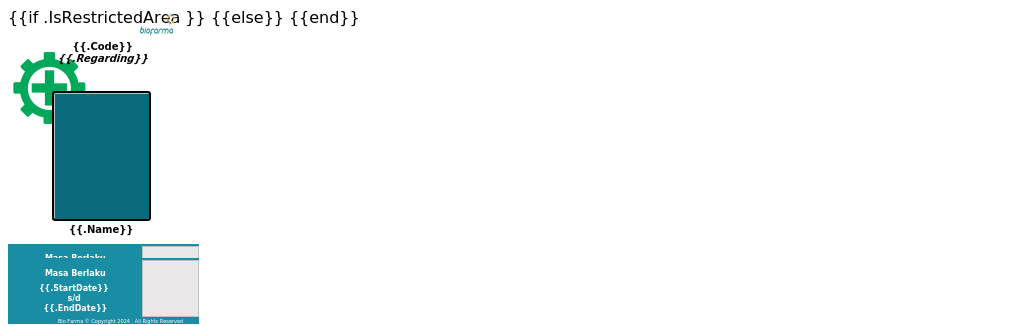 {{if .IsRestrictedArea }} {{else}} {{end}}
biofarma
{{.Code}}
{{.Regarding}}
{{.Name}}
Masa Berlaku
Masa Berlaku
{{.StartDate}}
s/d
{{.EndDate}}
Bio Farma © Copyright 2024 . All Rights Reserved